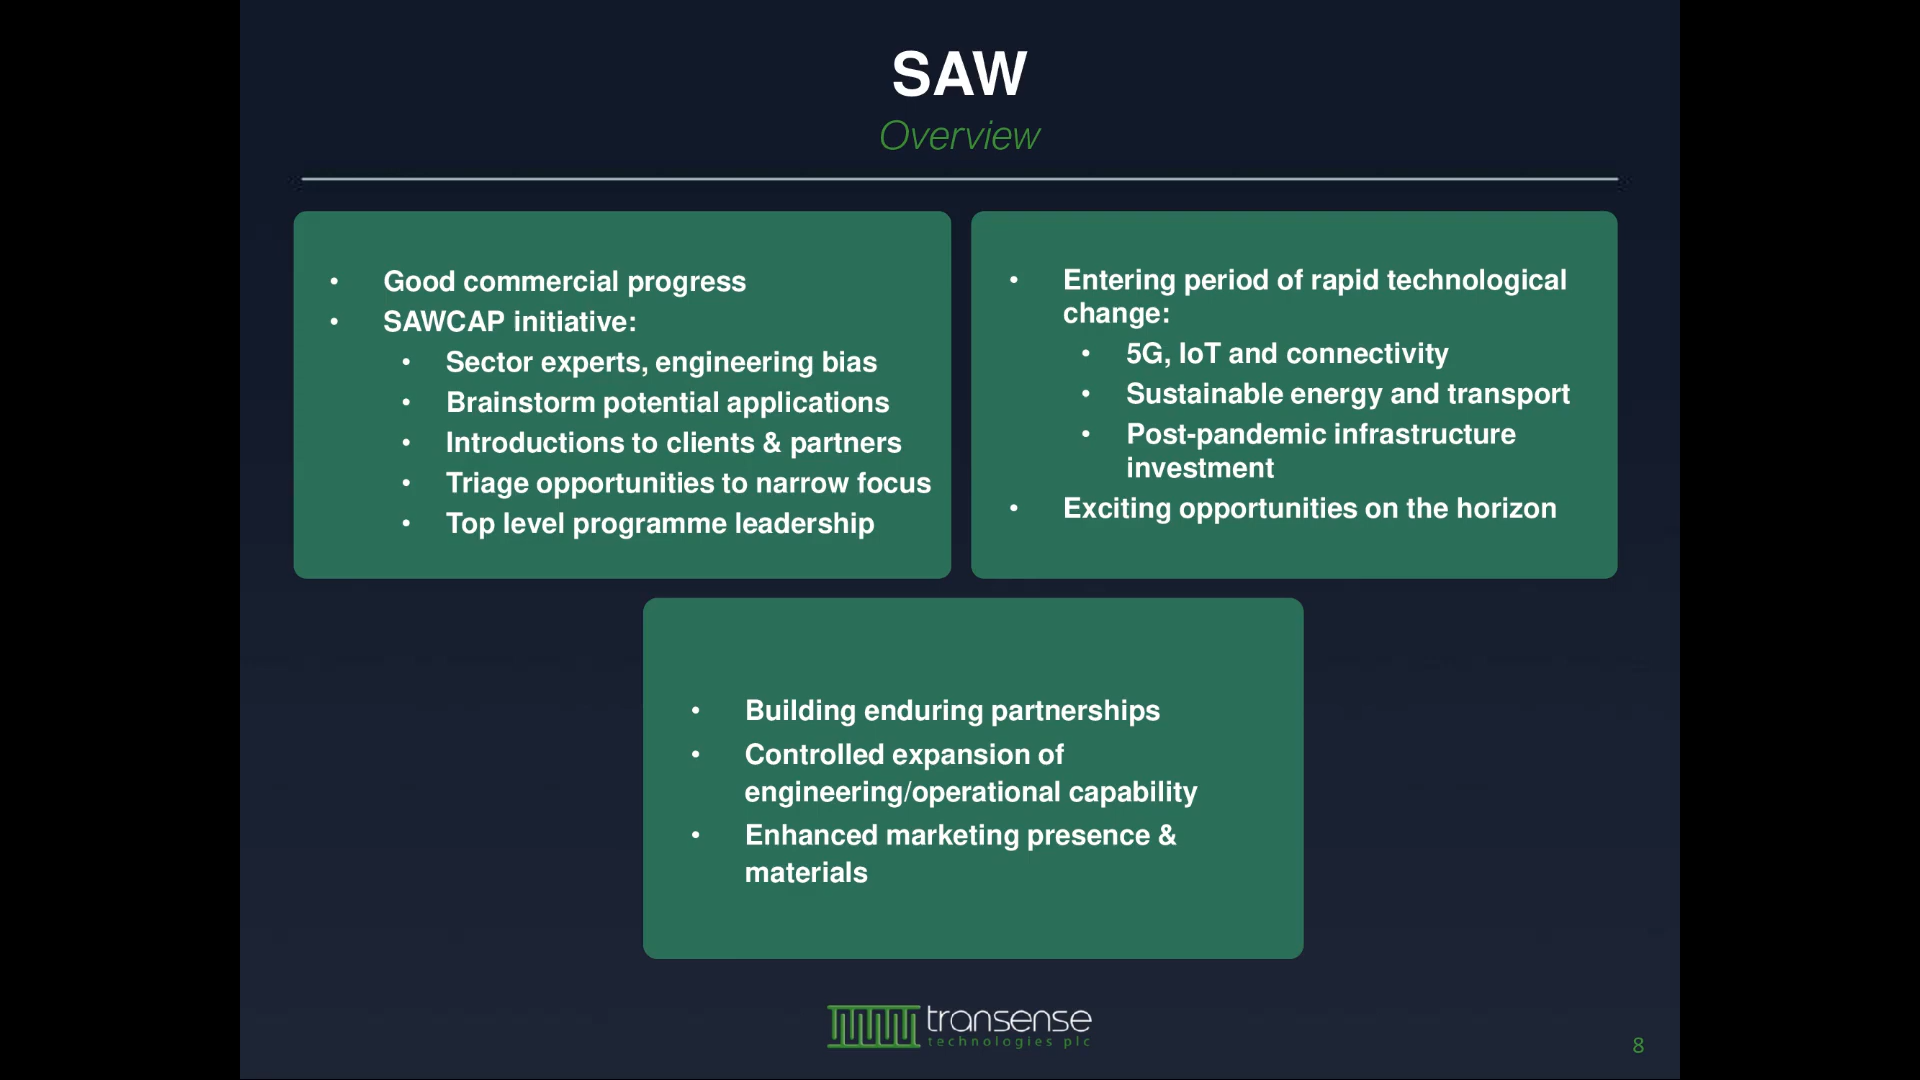 SAW
Overview
• Good commercial progress
• SAWCAP initiative:
• Sector experts, engineering bias
• Brainstorm potential applications
• Introductions to clients & partners
• Triage opportunities to narrow focus
• Top level programme leadership
• Entering period of rapid technological
change:
• 5G, IoT and connectivity
• Sustainable energy and transport
• Post-pandemic infrastructure
investment
• Exciting opportunities on the horizon
• Building enduring partnerships
• Controlled expansion of
engineering/operational capability
• Enhanced marketing presence &
materials
transense
technologies plc
8